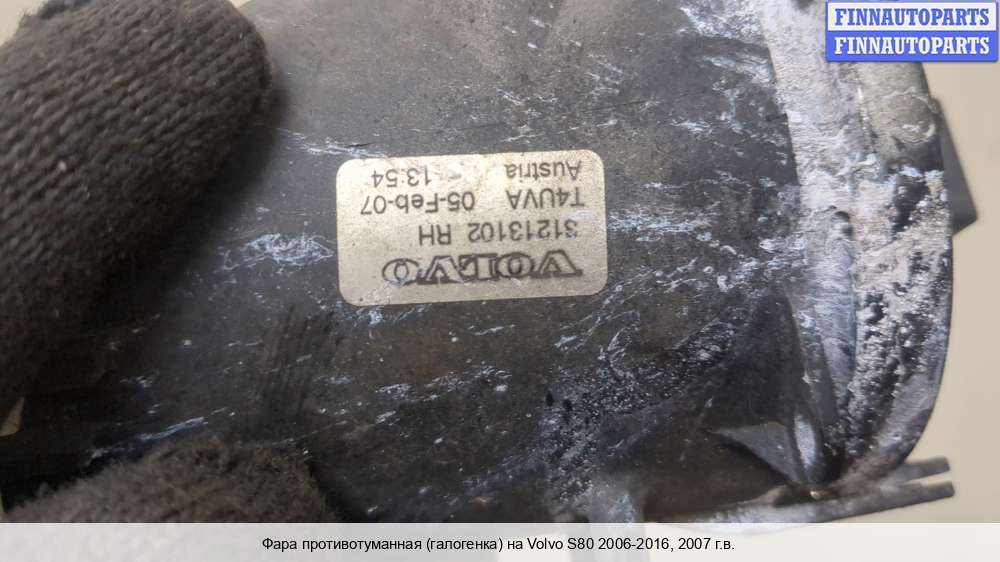 FINNAUTOPARTS
FINNAUTOPARTS
VOLVO
31213102 RH
T4UVA 05-Feb-07
Austria 13:54
Фара противотуманная (галогенка) на Volvo S80 2006-2016, 2007 г.в.